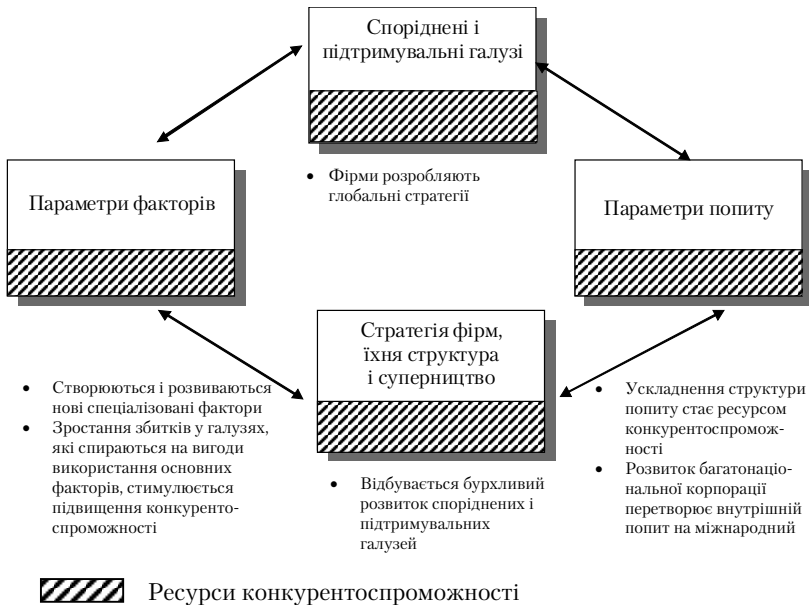 Споріднені і
підтримувальні галузі
• Фірми розробляють
глобальні стратегії
Параметри факторів
Параметри попиту
Стратегія фірм,
їхня структура
і суперництво
• Створюються і розвиваються
нові спеціалізовані фактори
• Зростання збитків у галузях,
які спираються на вигоди
використання основних
факторів, стимулюється
підвищення конкуренто-
спроможності
• Відбувається бурхливий
розвиток споріднених і
підтримувальних
галузей
• Ускладнення структури
попиту стає ресурсом
конкурентоспромож-
ності
• Розвиток багатонаціо-
нальної корпорації
перетворює внутрішній
попит на міжнародний
Ресурси конкурентоспроможності